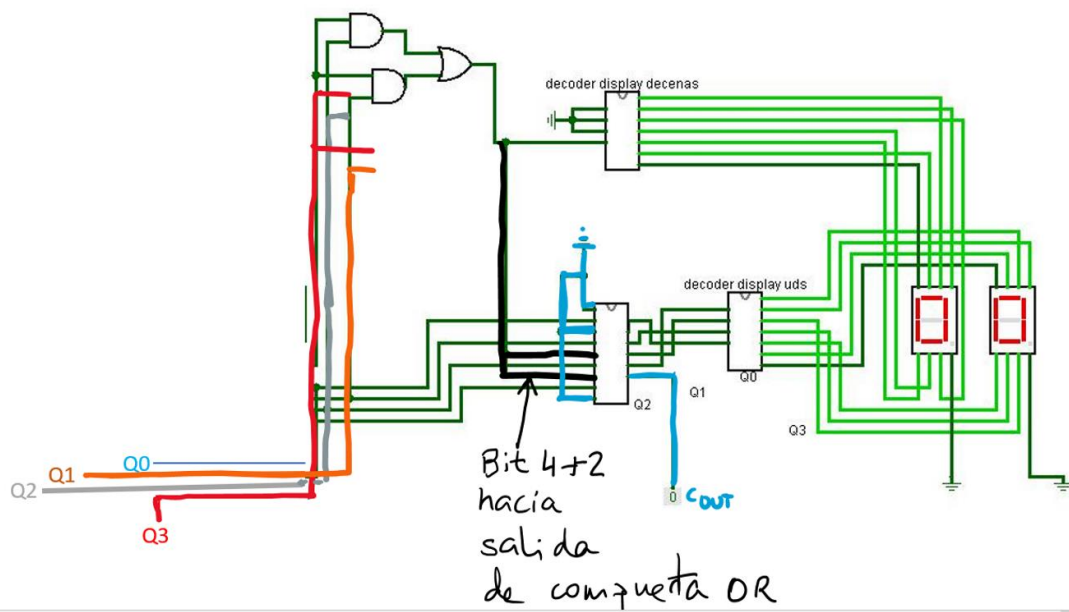 decoder display decenas
decoder display uds
Q0
Q1
Q2
Q3
Q0
Q1
Q2
Q3
0
COUT
Bit 4+2
hacia
salida
de compueta OR